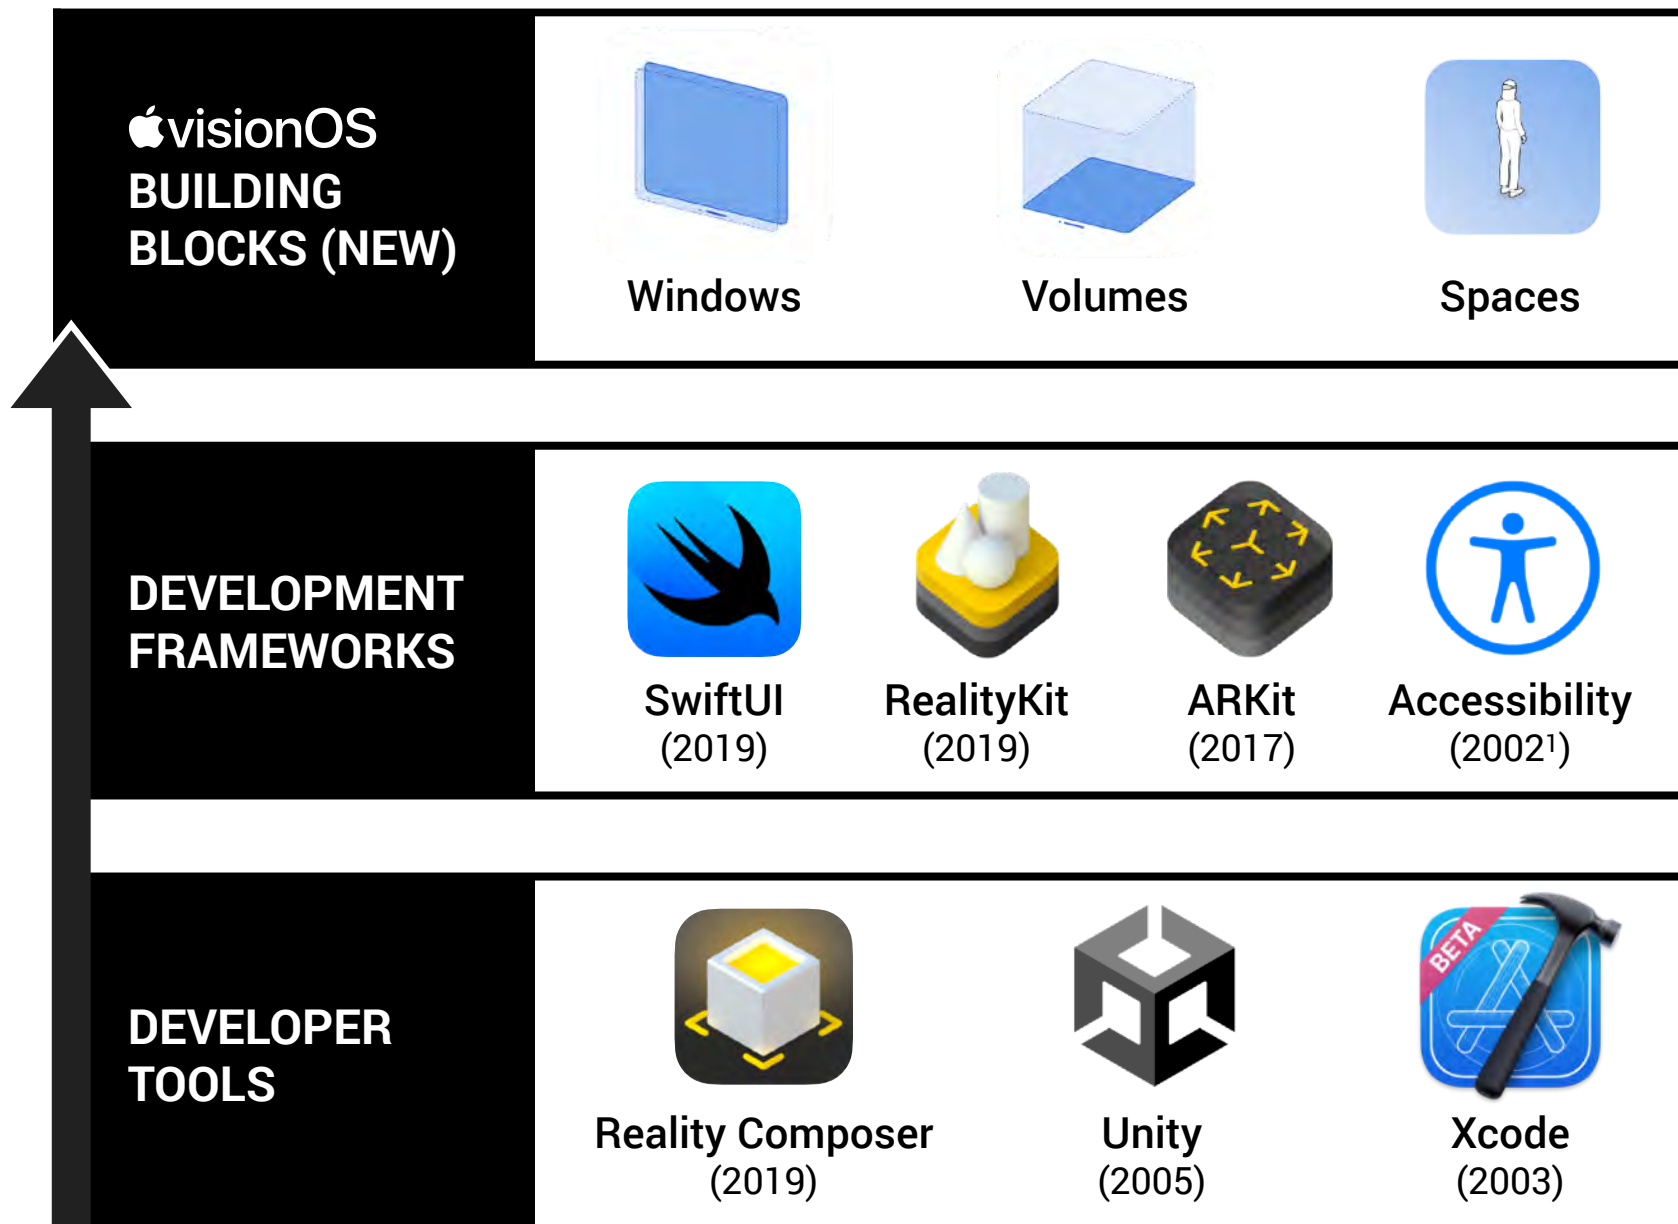 visionOS
BUILDING
BLOCKS (NEW)
Windows
Volumes
Spaces
DEVELOPMENT
FRAMEWORKS
SwiftUI
(2019)
RealityKit
(2019)
ARKit
(2017)
Accessibility
(2002¹)
DEVELOPER
TOOLS
Reality Composer
(2019)
Unity
(2005)
BETA
Xcode
(2003)